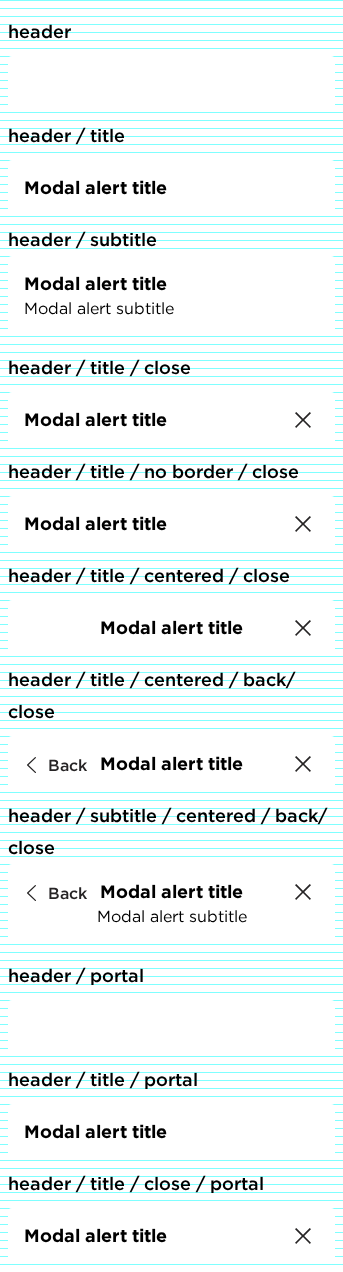 header
header / title
Modal alert title
header / subtitle
Modal alert title
Modal alert subtitle
header / title / close
Modal alert title
header / title / no border / close
Modal alert title
header / title / centered / close
Modal alert title
header / title / centered / back/
close
Back Modal alert title
header / subtitle / centered / back/
close
Back Modal alert title
Modal alert subtitle
header / portal
header / title / portal
Modal alert title
header / title / close / portal
Modal alert title